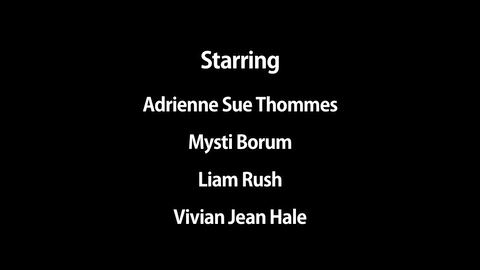 Starring
Adrienne Sue Thommes
Mysti Borum
Liam Rush
Vivian Jean Hale